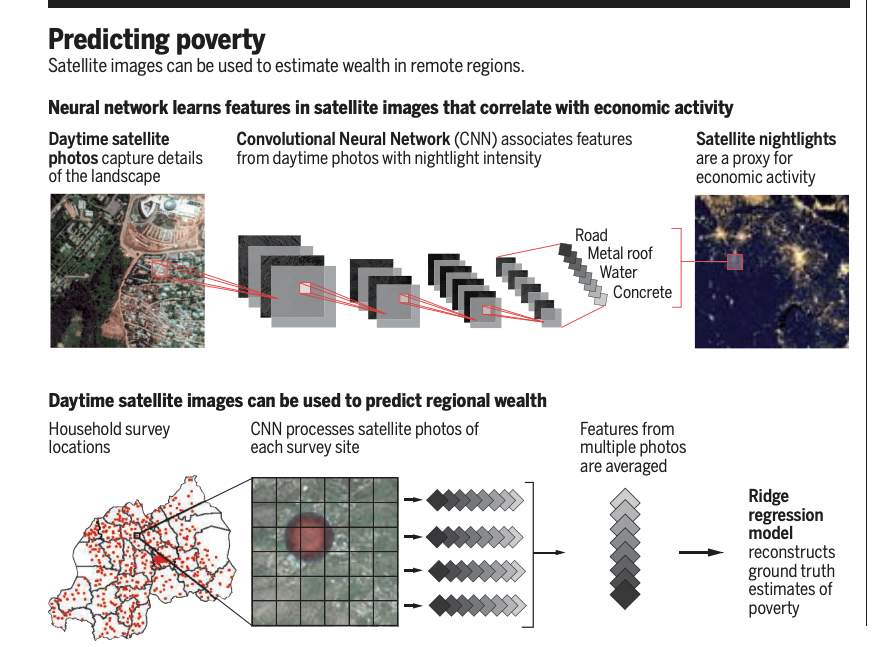 Predicting poverty
Satellite images can be used to estimate wealth in remote regions.
Neural network learns features in satellite images that correlate with economic activity
Daytime satellite
photos capture details
of the landscape
Convolutional Neural Network (CNN) associates features
from daytime photos with nightlight intensity
Satellite nightlights
are a proxy for
economic activity
Road
Metal roof
Water
Concrete
Daytime satellite images can be used to predict regional wealth
Household survey
locations
CNN processes satellite photos of
each survey site
Features from
multiple photos
are averaged
Ridge
regression
model
reconstructs
ground truth
estimates of
poverty